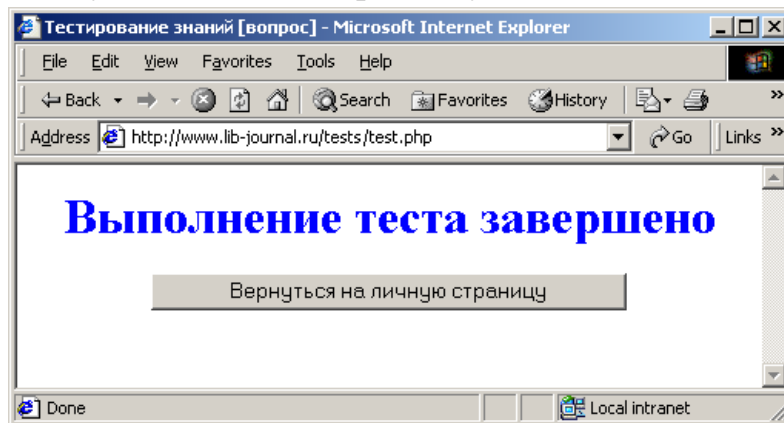 Тестирование знаний [вопрос] - Microsoft Internet Explorer
File Edit View Favorites Tools Help
Back Search Favorites History »
Address http://www.lib-journal.ru/tests/test.php Go Links »
Выполнение теста завершено
Вернуться на личную страницу
Done Local intranet